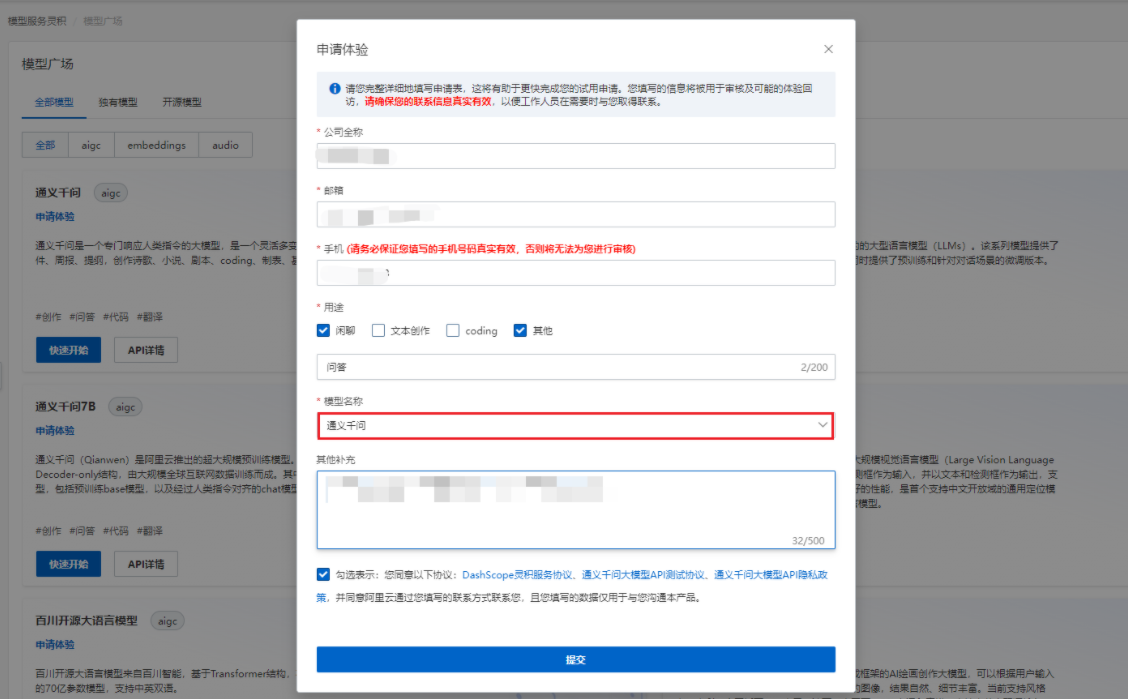 模型服务灵积 / 模型广场
模型广场
全部模型 独有模型 开源模型
全部 aigc embeddings audio
通义千问 aigc
申请体验
通义千问是一个专门响应人类指令的大模型，是一个灵活多变
件、周报、提纲，创作诗歌、小说、剧本、coding、制表、
#创作 #问答 #代码 #翻译
快速开始 API详情
通义千问7B aigc
申请体验
通义千问（Qianwen）是阿里云推出的超大规模预训练模型。
Decoder-only结构，由大规模全球互联网数据训练而成。其中
型，包括预训练base模型，以及经过人类指令对齐的chat模型
#创作 #问答 #代码 #翻译
快速开始 API详情
百川开源大语言模型 aigc
申请体验
百川开源大语言模型来自百川智能，基于Transformer结构，
的70亿参数模型，支持中英双语。
申请体验
请您完整详细地填写申请表，这将有助于更快完成您的试用申请。您填写的信息将被用于审核及可能的体验回
访，请确保您的联系信息真实有效，以便工作人员在需要时与您取得联系。
* 公司全称
* 邮箱
* 手机 (请务必保证您填写的手机号码真实有效，否则将无法为您进行审核)
* 用途
闲聊 文本创作 coding 其他
问答 2/200
* 模型名称
通义千问
其他补充
32/500
勾选表示：您同意以下协议：DashScope灵积服务协议、通义千问大模型API测试协议、通义千问大模型API隐私政
策，并同意阿里云通过您填写的联系方式联系您，且您填写的数据仅用于与您沟通本产品。
提交
的大型语言模型（LLMs）。该系列模型提供了
时提供了预训练和针对对话场景的微调版本。
大规模视觉语言模型（Large Vision Language
测框作为输入，并以文本和检测框作为输出，支
好的性能，是首个支持中文开放域的通用定位模
模型。
框架的AI绘画创作大模型，可以根据用户输入
的图像，结果自然、细节丰富。当前支持风格